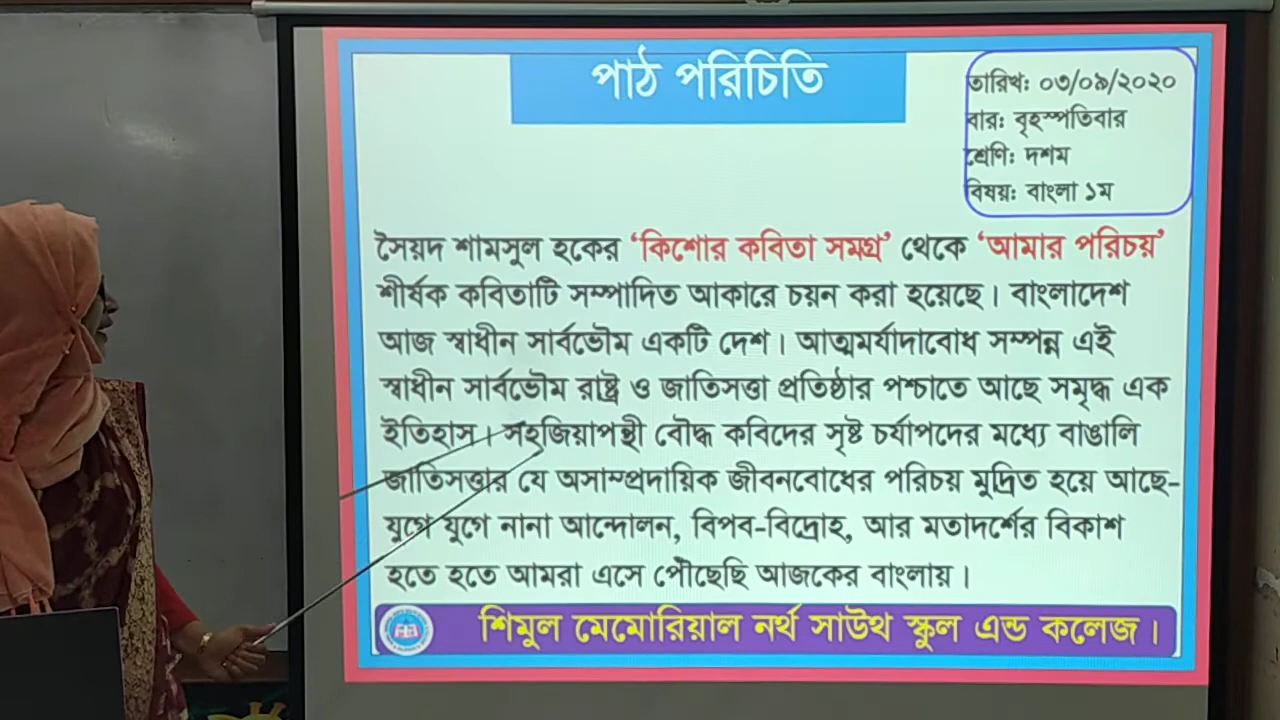 পাঠ পরিচিতি
তারিখ: ০৩/০৯/২০২০
বার: বৃহস্পতিবার
শ্রেণি: দশম
বিষয়: বাংলা ১ম
সৈয়দ শামসুল হকের ‘কিশোর কবিতা সমগ্র’ থেকে ‘আমার পরিচয়’
শীর্ষক কবিতাটি সম্পাদিত আকারে চয়ন করা হয়েছে। বাংলাদেশ
আজ স্বাধীন সার্বভৌম একটি দেশ। আত্মমর্যাদাবোধ সম্পন্ন এই
স্বাধীন সার্বভৌম রাষ্ট্র ও জাতিসত্তা প্রতিষ্ঠার পশ্চাতে আছে সমৃদ্ধ এক
ইতিহাস। সহজিয়াপন্থী বৌদ্ধ কবিদের সৃষ্ট চর্যাপদের মধ্যে বাঙালি
জাতিসত্তার যে অসাম্প্রদায়িক জীবনবোধের পরিচয় মুদ্রিত হয়ে আছে-
যুগে যুগে নানা আন্দোলন, বিপব-বিদ্রোহ, আর মতাদর্শের বিকাশ
হতে হতে আমরা এসে পৌঁছেছি আজকের বাংলায়।
শিমুল মেমোরিয়াল নর্থ সাউথ স্কুল এন্ড কলেজ।